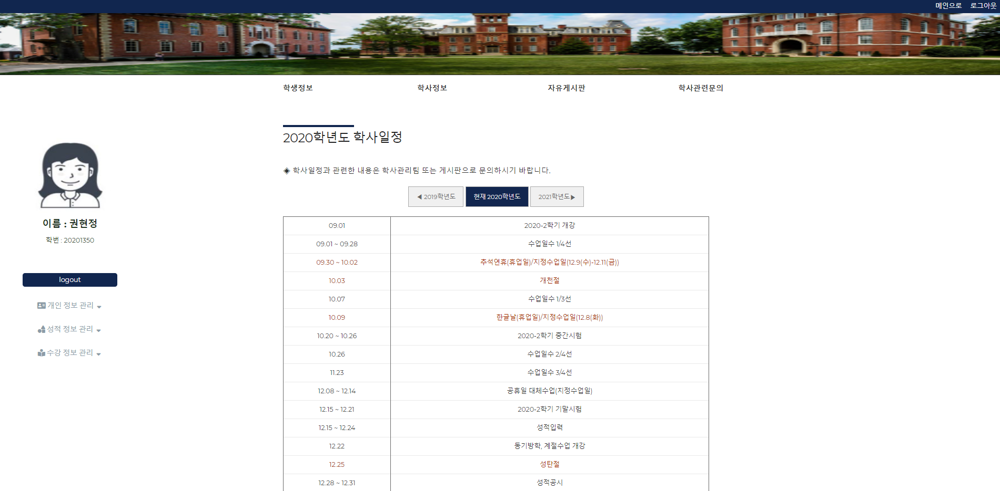 메인으로 로그아웃
학생정보 학사정보 자유게시판 학사관련문의
이름 : 권현정
학번 : 20201350
logout
개인 정보 관리
성적 정보 관리
수강 정보 관리
2020학년도 학사일정
◈ 학사일정과 관련한 내용은 학사관리팀 또는 게시판으로 문의하시기 바랍니다.
◀ 2019학년도 현재 2020학년도 2021학년도▶
09.01 2020-2학기 개강
09.01 ~ 09.28 수업일수 1/4선
09.30 ~ 10.02 추석연휴(휴업일)/지정수업일(12.9(수)-12.11(금))
10.03 개천절
10.07 수업일수 1/3선
10.09 한글날(휴업일)/지정수업일(12.8(화))
10.20 ~ 10.26 2020-2학기 중간시험
10.26 수업일수 2/4선
11.23 수업일수 3/4선
12.08 ~ 12.14 공휴일 대체수업(지정수업일)
12.15 ~ 12.21 2020-2학기 기말시험
12.15 ~ 12.24 성적입력
12.22 동기방학, 계절수업 개강
12.25 성탄절
12.28 ~ 12.31 성적공시